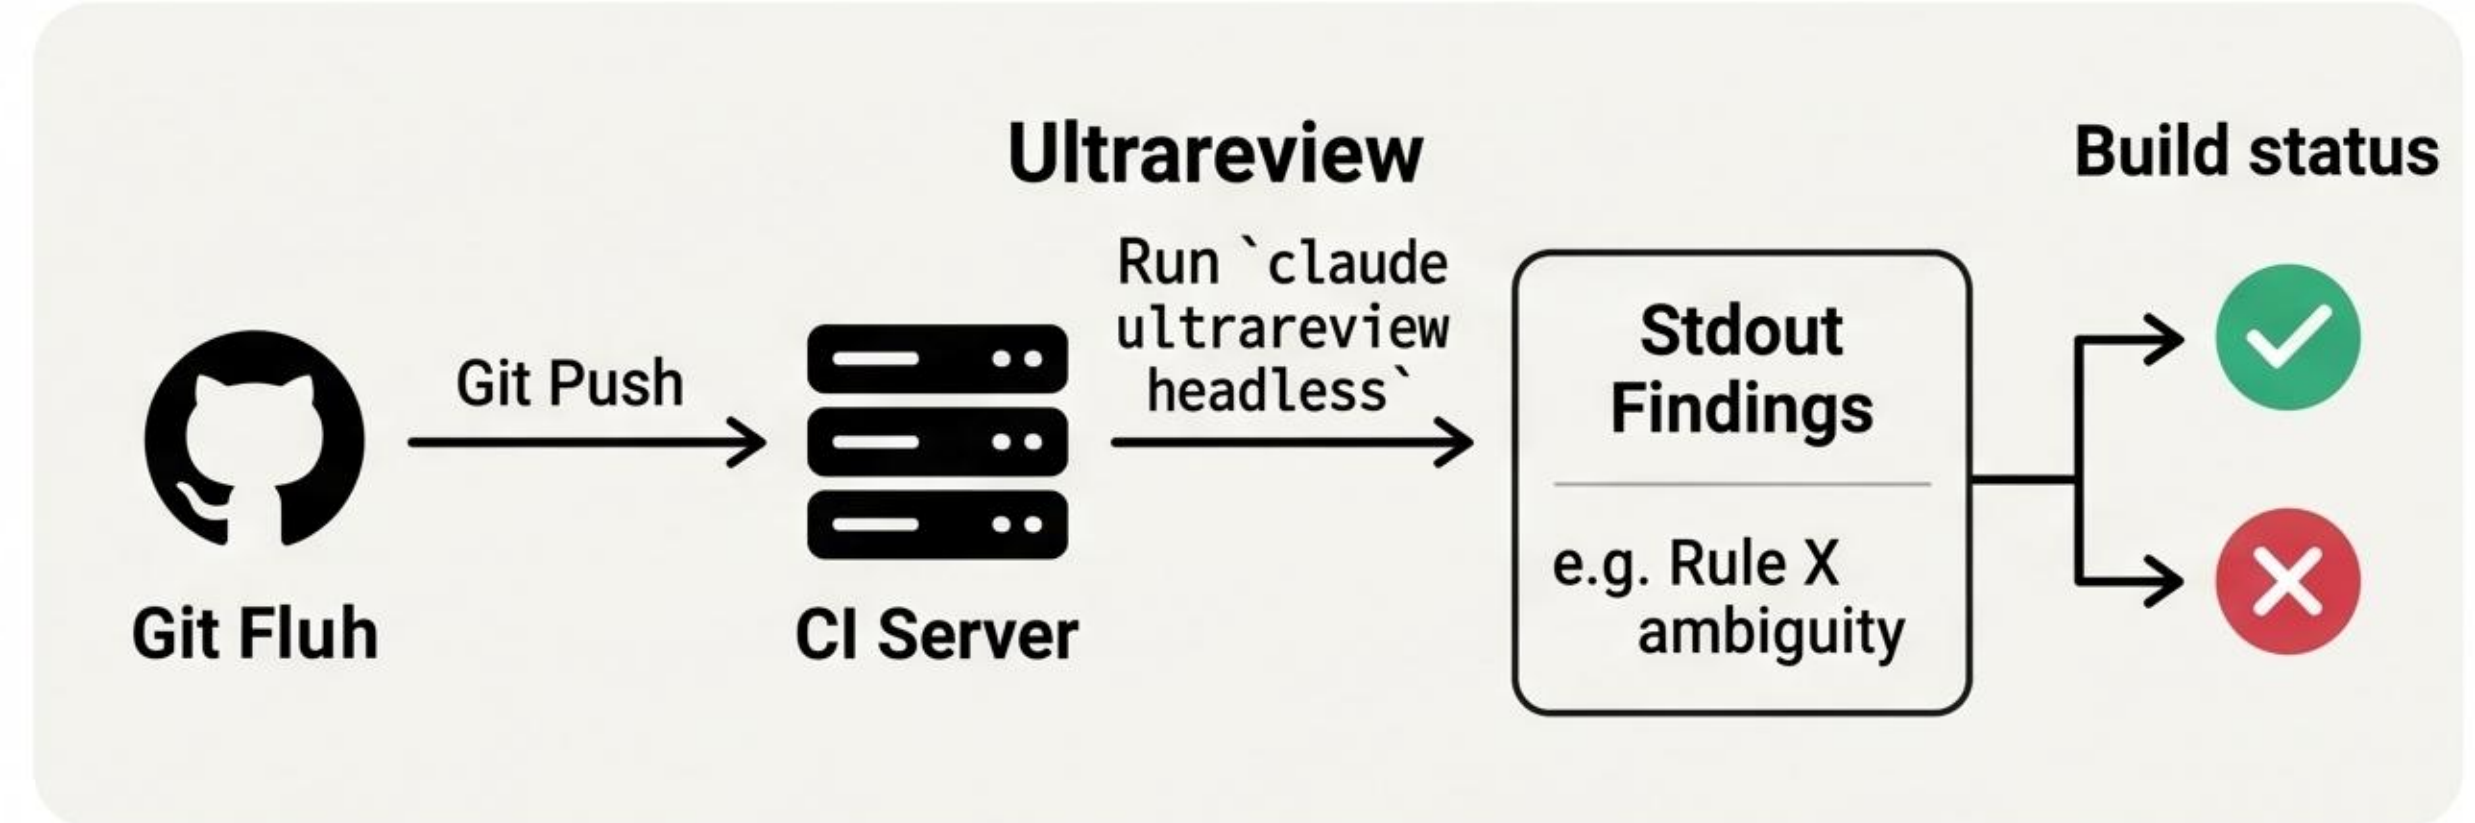 Ultrareview
Build status
Git Push
Run `claude
ultrareview
headless`
Stdout
Findings
e.g. Rule X
ambiguity
Git Fluh
CI Server